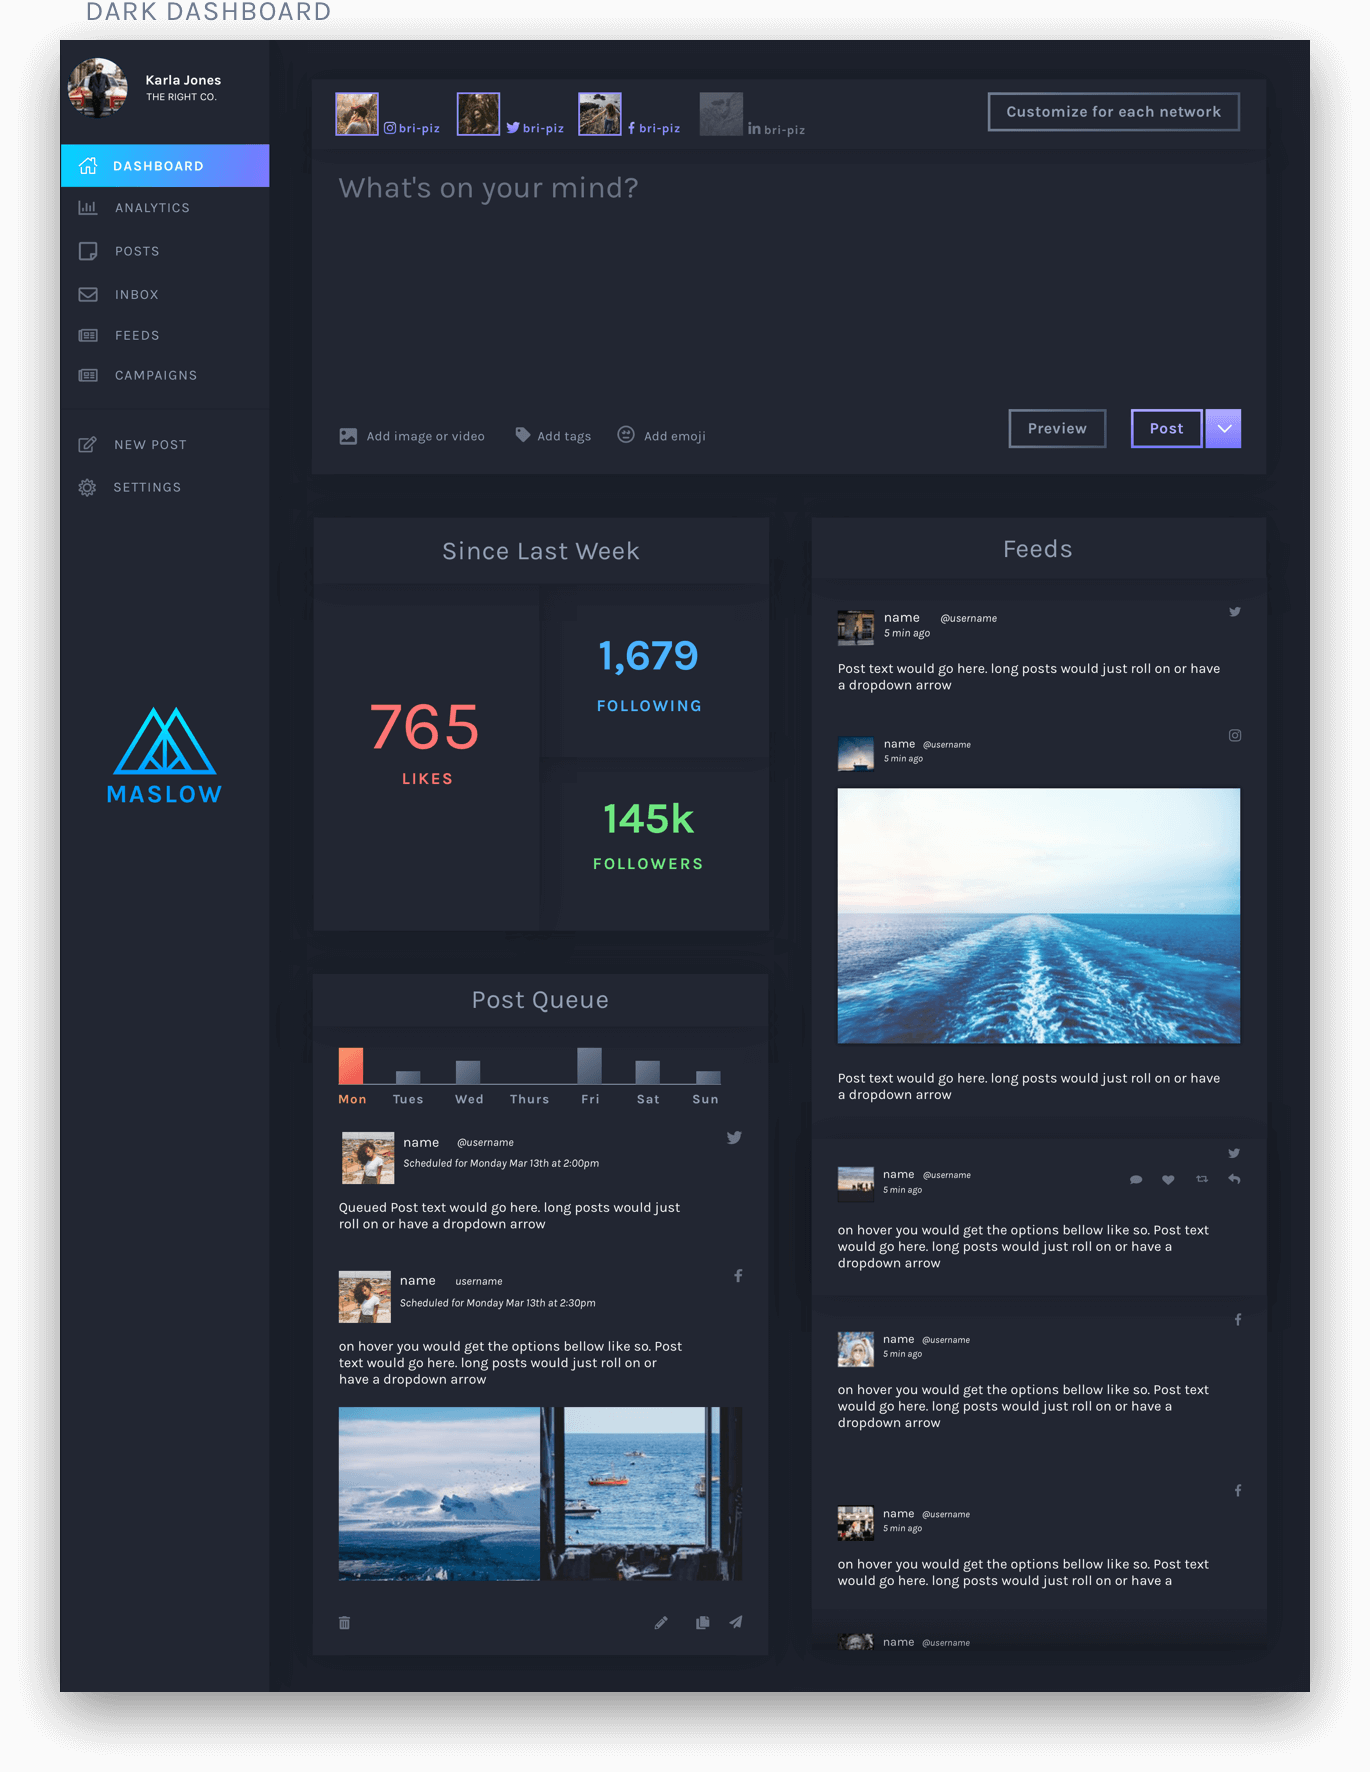 DARK DASHBOARD
Karla Jones
THE RIGHT CO.
DASHBOARD
ANALYTICS
POSTS
INBOX
FEEDS
CAMPAIGNS
NEW POST
SETTINGS
MASLOW
bri-piz
bri-piz
bri-piz
in bri-piz
Customize for each network
What's on your mind?
Add image or video
Add tags
Add emoji
Preview
Post
Since Last Week
765
LIKES
1,679
FOLLOWING
145k
FOLLOWERS
Post Queue
Mon Tues Wed Thurs Fri Sat Sun
name @username
Scheduled for Monday Mar 13th at 2:00pm
Queued Post text would go here. long posts would just
roll on or have a dropdown arrow
name username
Scheduled for Monday Mar 13th at 2:30pm
on hover you would get the options bellow like so. Post
text would go here. long posts would just roll on or
have a dropdown arrow
Feeds
name @username
5 min ago
Post text would go here. long posts would just roll on or have
a dropdown arrow
name @username
5 min ago
Post text would go here. long posts would just roll on or have
a dropdown arrow
name @username
5 min ago
on hover you would get the options bellow like so. Post text
would go here. long posts would just roll on or have a
dropdown arrow
name @username
5 min ago
on hover you would get the options bellow like so. Post text
would go here. long posts would just roll on or have a
dropdown arrow
name @username
5 min ago
on hover you would get the options bellow like so. Post text
would go here. long posts would just roll on or have a
name @username